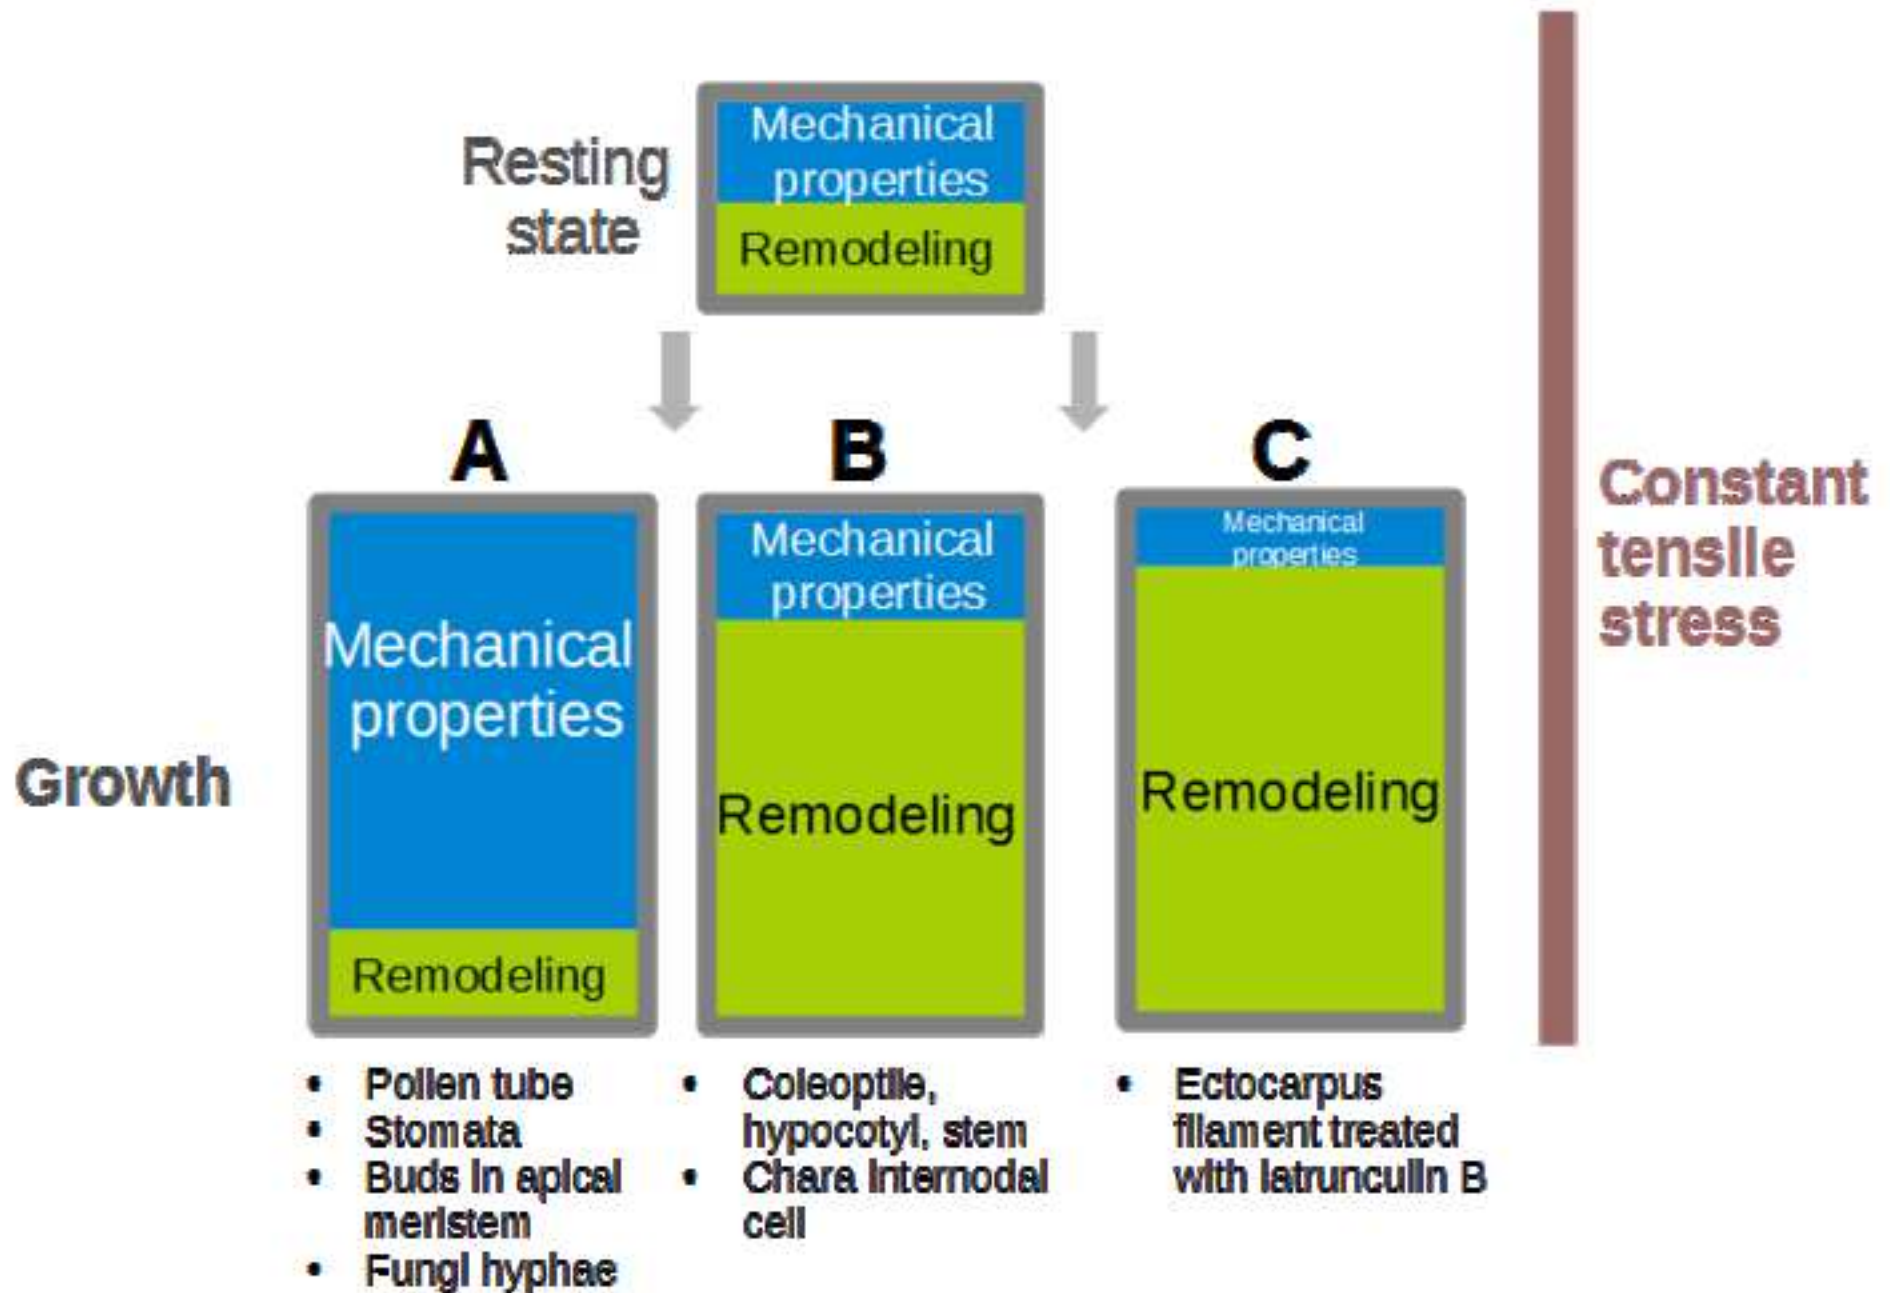 Mechanical
properties
Resting
state
Remodeling
A
B
C
Mechanical
properties
Remodeling
Mechanical
properties
Remodeling
Mechanical
properties
Remodeling
Constant
tensile
stress
Growth
• Pollen tube
• Stomata
• Buds in apical
meristem
• Fungi hyphae
• Coleoptile,
hypocotyl, stem
• Chara internodal
cell
• Ectocarpus
filament treated
with latrunculin B